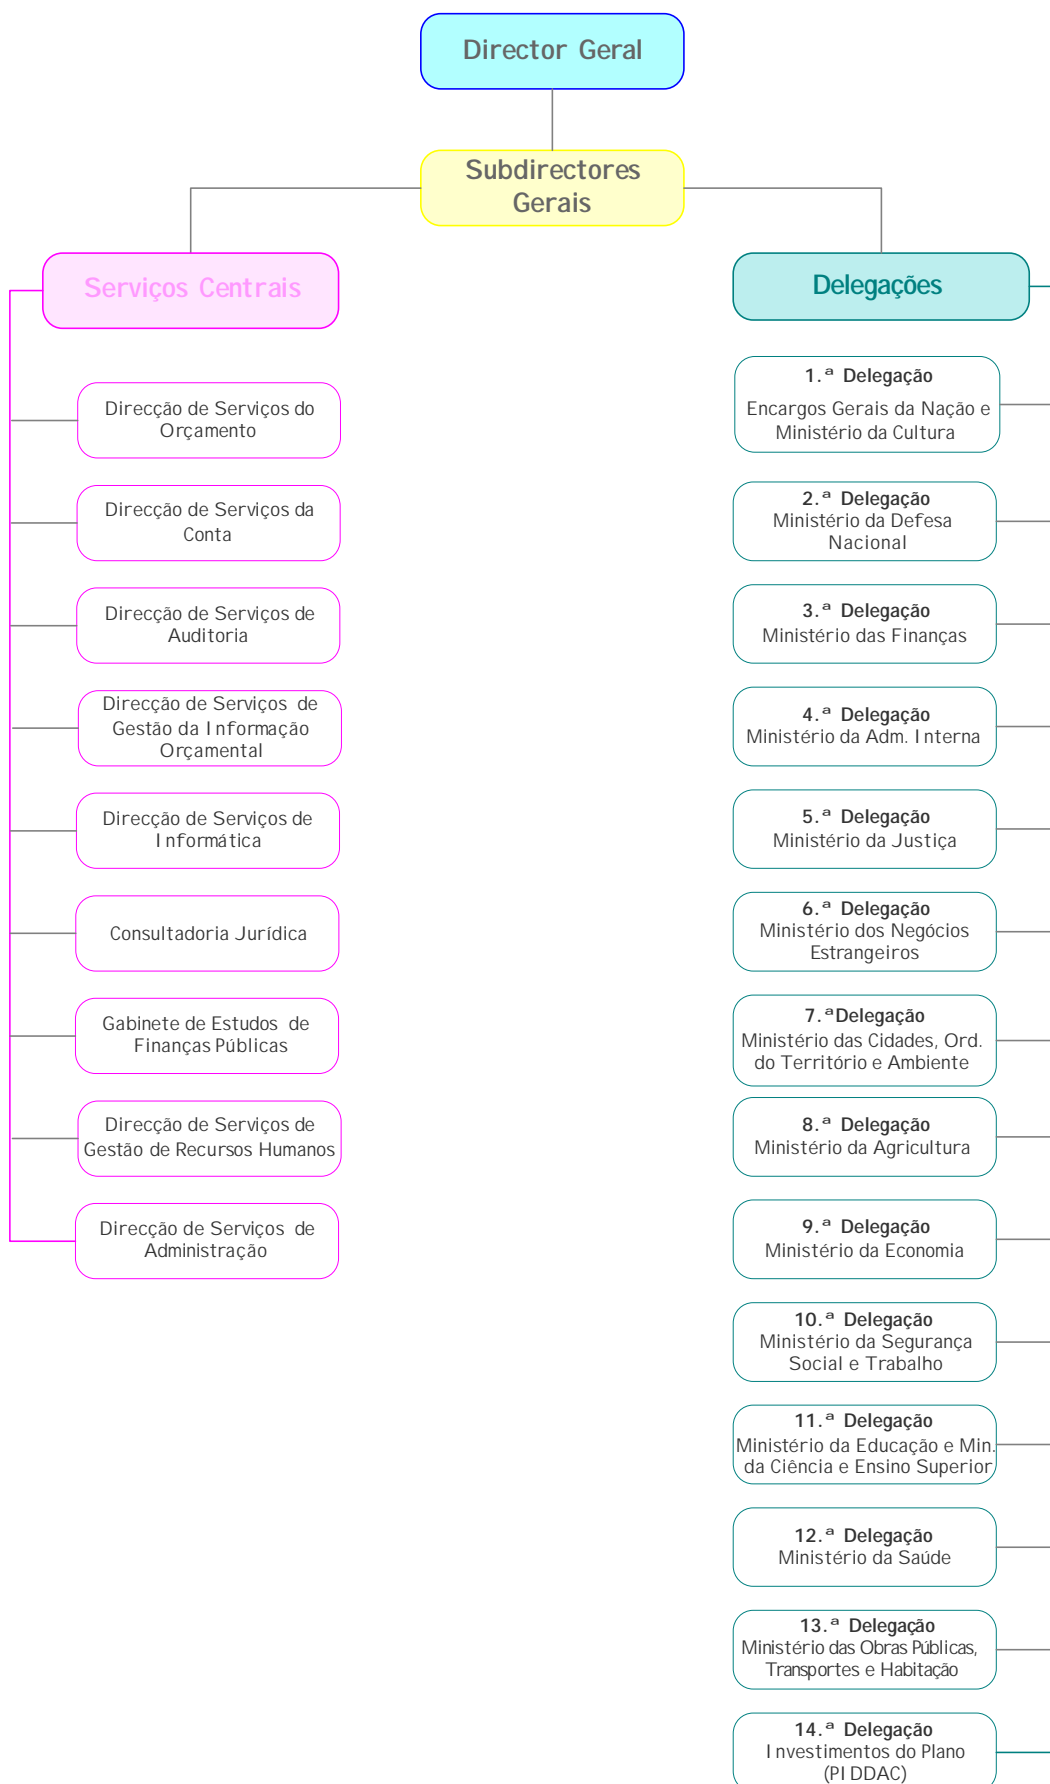 Director Geral
Subdirectores
Gerais
Serviços Centrais
Direcção de Serviços do
Orçamento
Direcção de Serviços da
Conta
Direcção de Serviços de
Auditoria
Direcção de Serviços de
Gestão da Informação
Orçamental
Direcção de Serviços de
Informática
Consultadoria Jurídica
Gabinete de Estudos de
Finanças Públicas
Direcção de Serviços de
Gestão de Recursos Humanos
Direcção de Serviços de
Administração
Delegações
1.ª Delegação
Encargos Gerais da Nação e
Ministério da Cultura
2.ª Delegação
Ministério da Defesa
Nacional
3.ª Delegação
Ministério das Finanças
4.ª Delegação
Ministério da Adm. Interna
5.ª Delegação
Ministério da Justiça
6.ª Delegação
Ministério dos Negócios
Estrangeiros
7.ªDelegação
Ministério das Cidades, Ord.
do Território e Ambiente
8.ª Delegação
Ministério da Agricultura
9.ª Delegação
Ministério da Economia
10.ª Delegação
Ministério da Segurança
Social e Trabalho
11.ª Delegação
Ministério da Educação e Min.
da Ciência e Ensino Superior
12.ª Delegação
Ministério da Saúde
13.ª Delegação
Ministério das Obras Públicas,
Transportes e Habitação
14.ª Delegação
Investimentos do Plano
(PIDDAC)